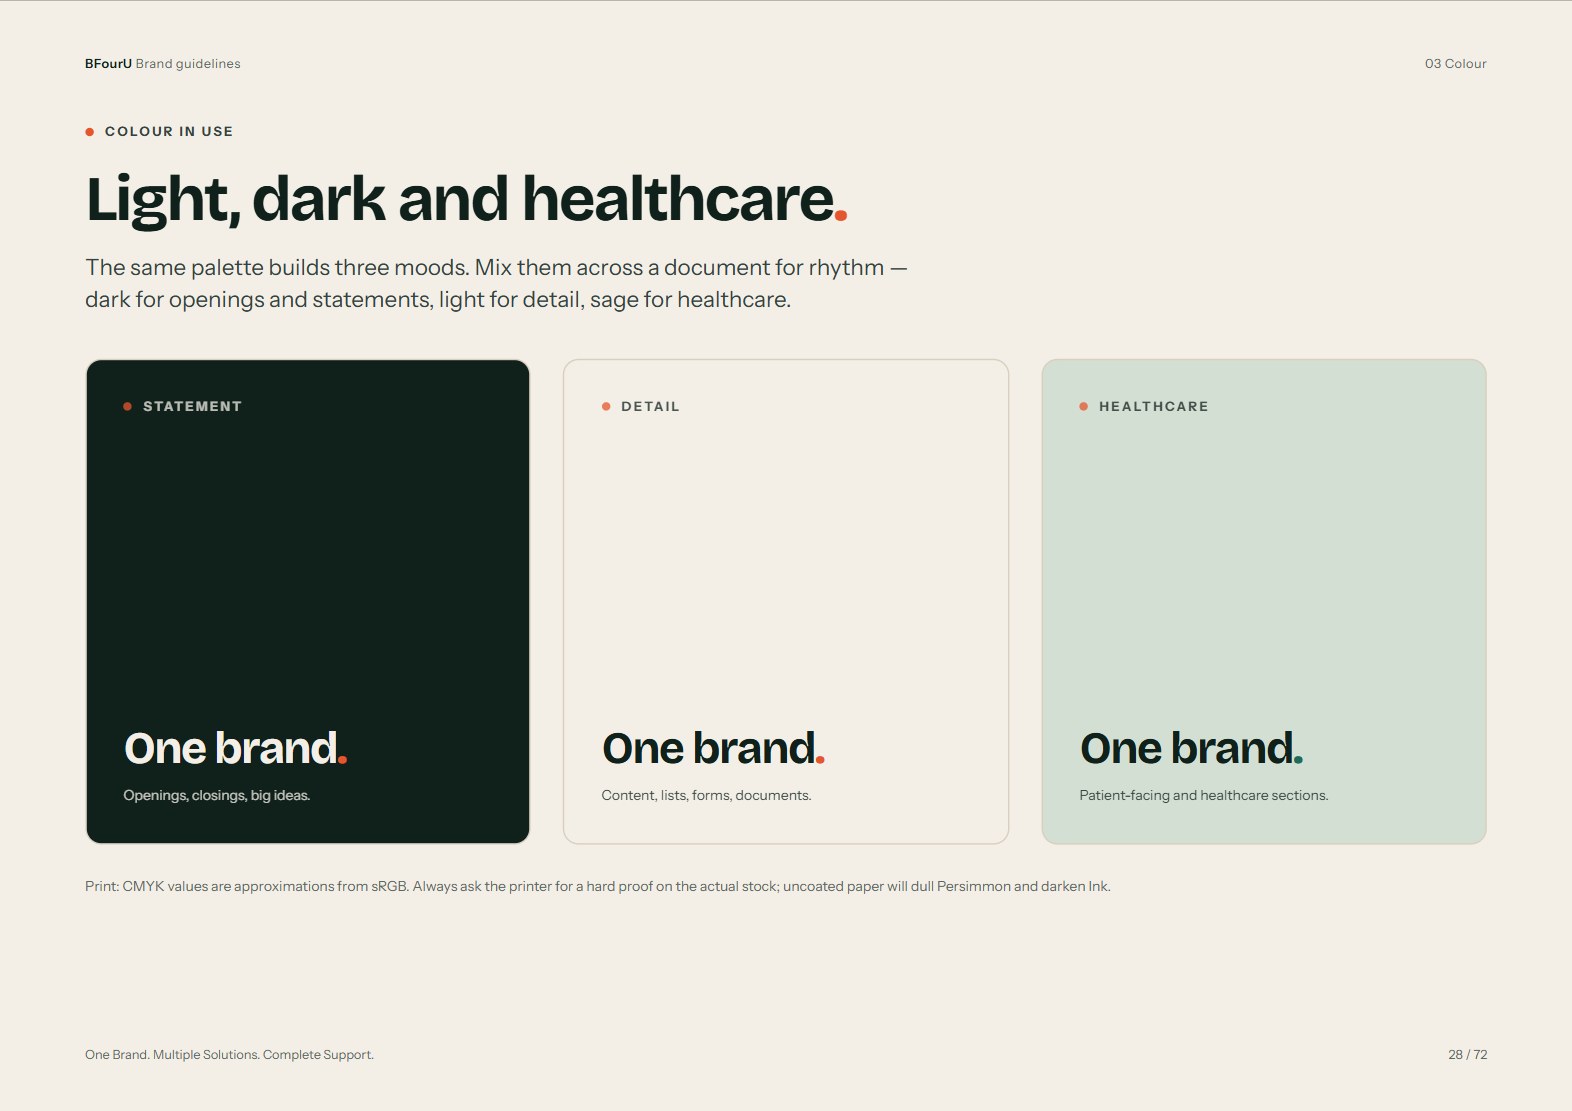 BFourU Brand guidelines
03 Colour
COLOUR IN USE
Light, dark and healthcare.
The same palette builds three moods. Mix them across a document for rhythm —
dark for openings and statements, light for detail, sage for healthcare.
STATEMENT
One brand.
Openings, closings, big ideas.
DETAIL
One brand.
Content, lists, forms, documents.
HEALTHCARE
One brand.
Patient-facing and healthcare sections.
Print: CMYK values are approximations from sRGB. Always ask the printer for a hard proof on the actual stock; uncoated paper will dull Persimmon and darken Ink.
One Brand. Multiple Solutions. Complete Support.
28 / 72